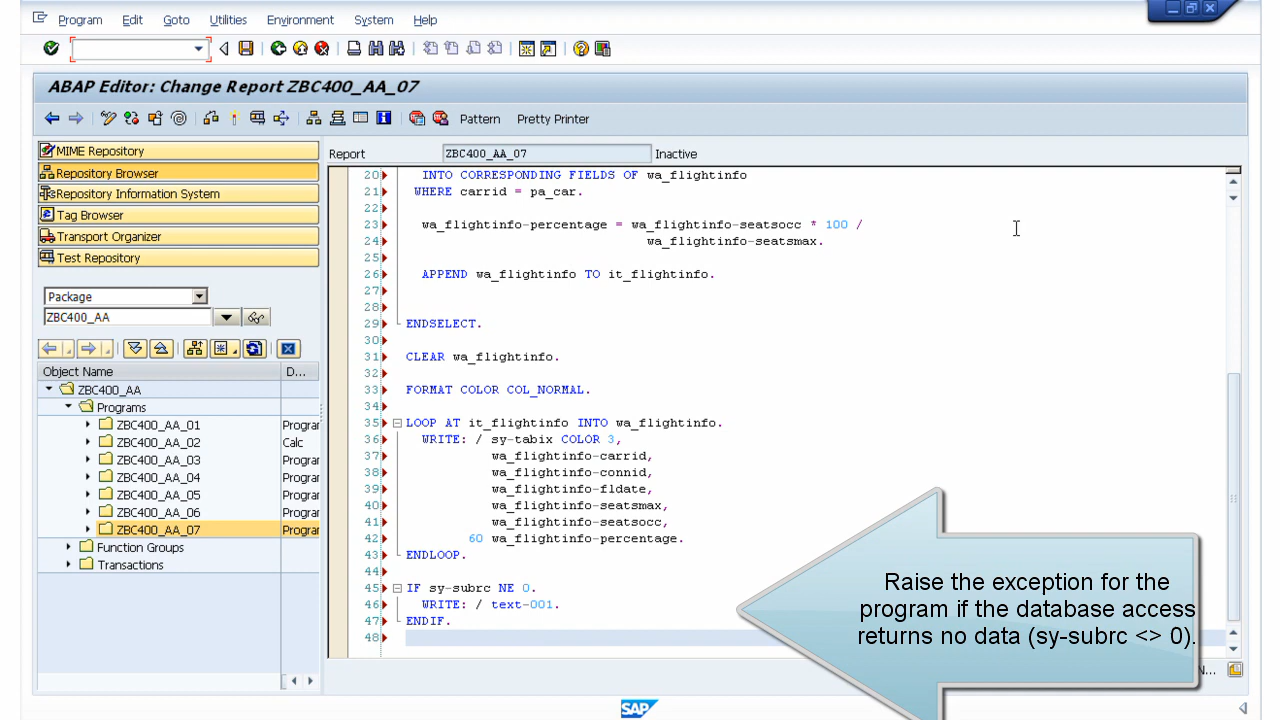 Program Edit Goto Utilities Environment System Help
ABAP Editor: Change Report ZBC400_AA_07
Pattern Pretty Printer
MIME Repository
Repository Browser
Repository Information System
Tag Browser
Transport Organizer
Test Repository
Package
ZBC400_AA
Object Name D...
ZBC400_AA
Programs
ZBC400_AA_01 Prograr
ZBC400_AA_02 Calc
ZBC400_AA_03 Prograr
ZBC400_AA_04 Prograr
ZBC400_AA_05 Prograr
ZBC400_AA_06 Prograr
ZBC400_AA_07 Prograr
Function Groups
Transactions
Report ZBC400_AA_07 Inactive
20 INTO CORRESPONDING FIELDS OF wa_flightinfo
21 WHERE carrid = pa_car.
22
23 wa_flightinfo-percentage = wa_flightinfo-seatsocc * 100 /
24 wa_flightinfo-seatsmax.
25
26 APPEND wa_flightinfo TO it_flightinfo.
27
28
29 ENDSELECT.
30
31 CLEAR wa_flightinfo.
32
33 FORMAT COLOR COL_NORMAL.
34
35 LOOP AT it_flightinfo INTO wa_flightinfo.
36 WRITE: / sy-tabix COLOR 3,
37 wa_flightinfo-carrid,
38 wa_flightinfo-connid,
39 wa_flightinfo-fldate,
40 wa_flightinfo-seatsmax,
41 wa_flightinfo-seatsocc,
42 60 wa_flightinfo-percentage.
43 ENDLOOP.
44
45 IF sy-subrc NE 0.
46 WRITE: / text-001.
47 ENDIF.
48
Raise the exception for the
program if the database access
returns no data (sy-subrc <> 0).
N...
SAP